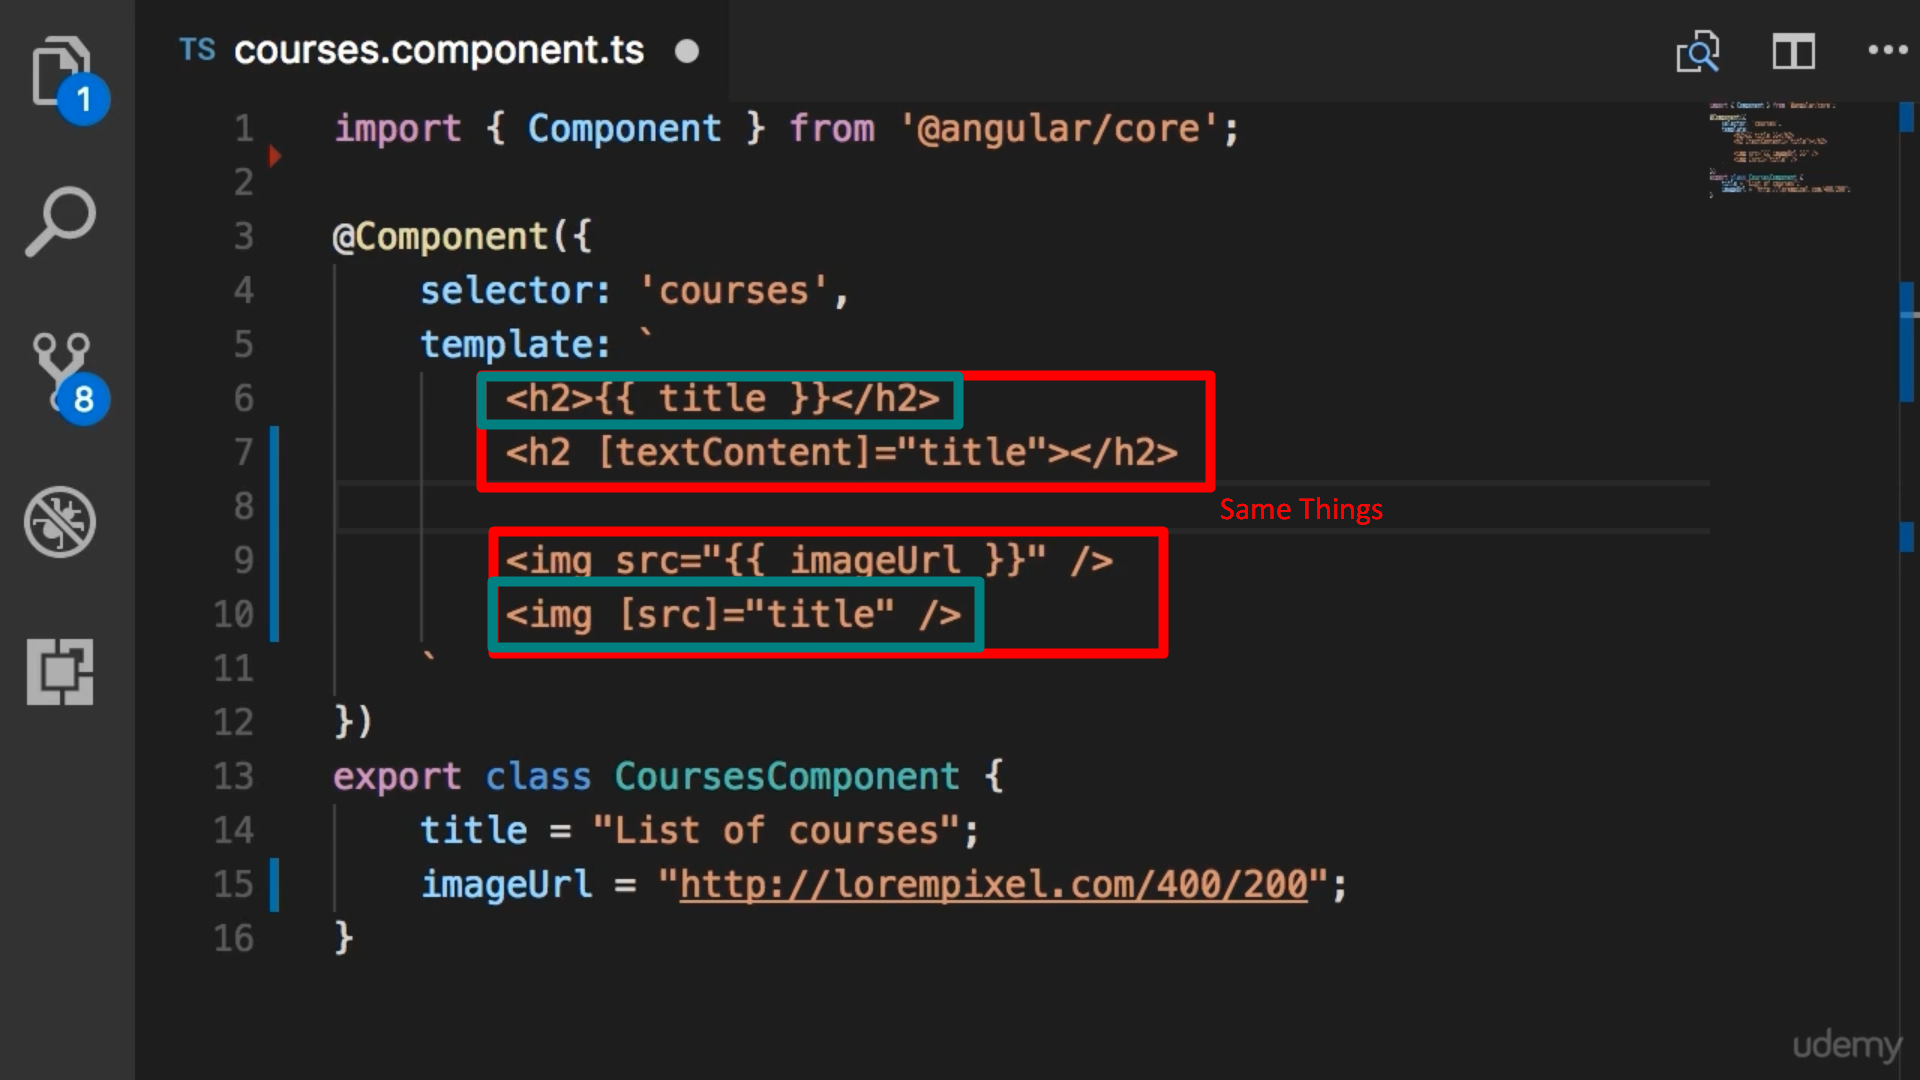 TS courses.component.ts
1
1 import { Component } from '@angular/core';
2
3 @Component({
4 selector: 'courses',
5 template: `
6 <h2>{{ title }}</h2>
8
7 <h2 [textContent]="title"></h2>
8
Same Things
9 <img src="{{ imageUrl }}" />
10 <img [src]="title" />
11 `
12 })
13 export class CoursesComponent {
14 title = "List of courses";
15 imageUrl = "http://lorempixel.com/400/200";
16 }
udemy